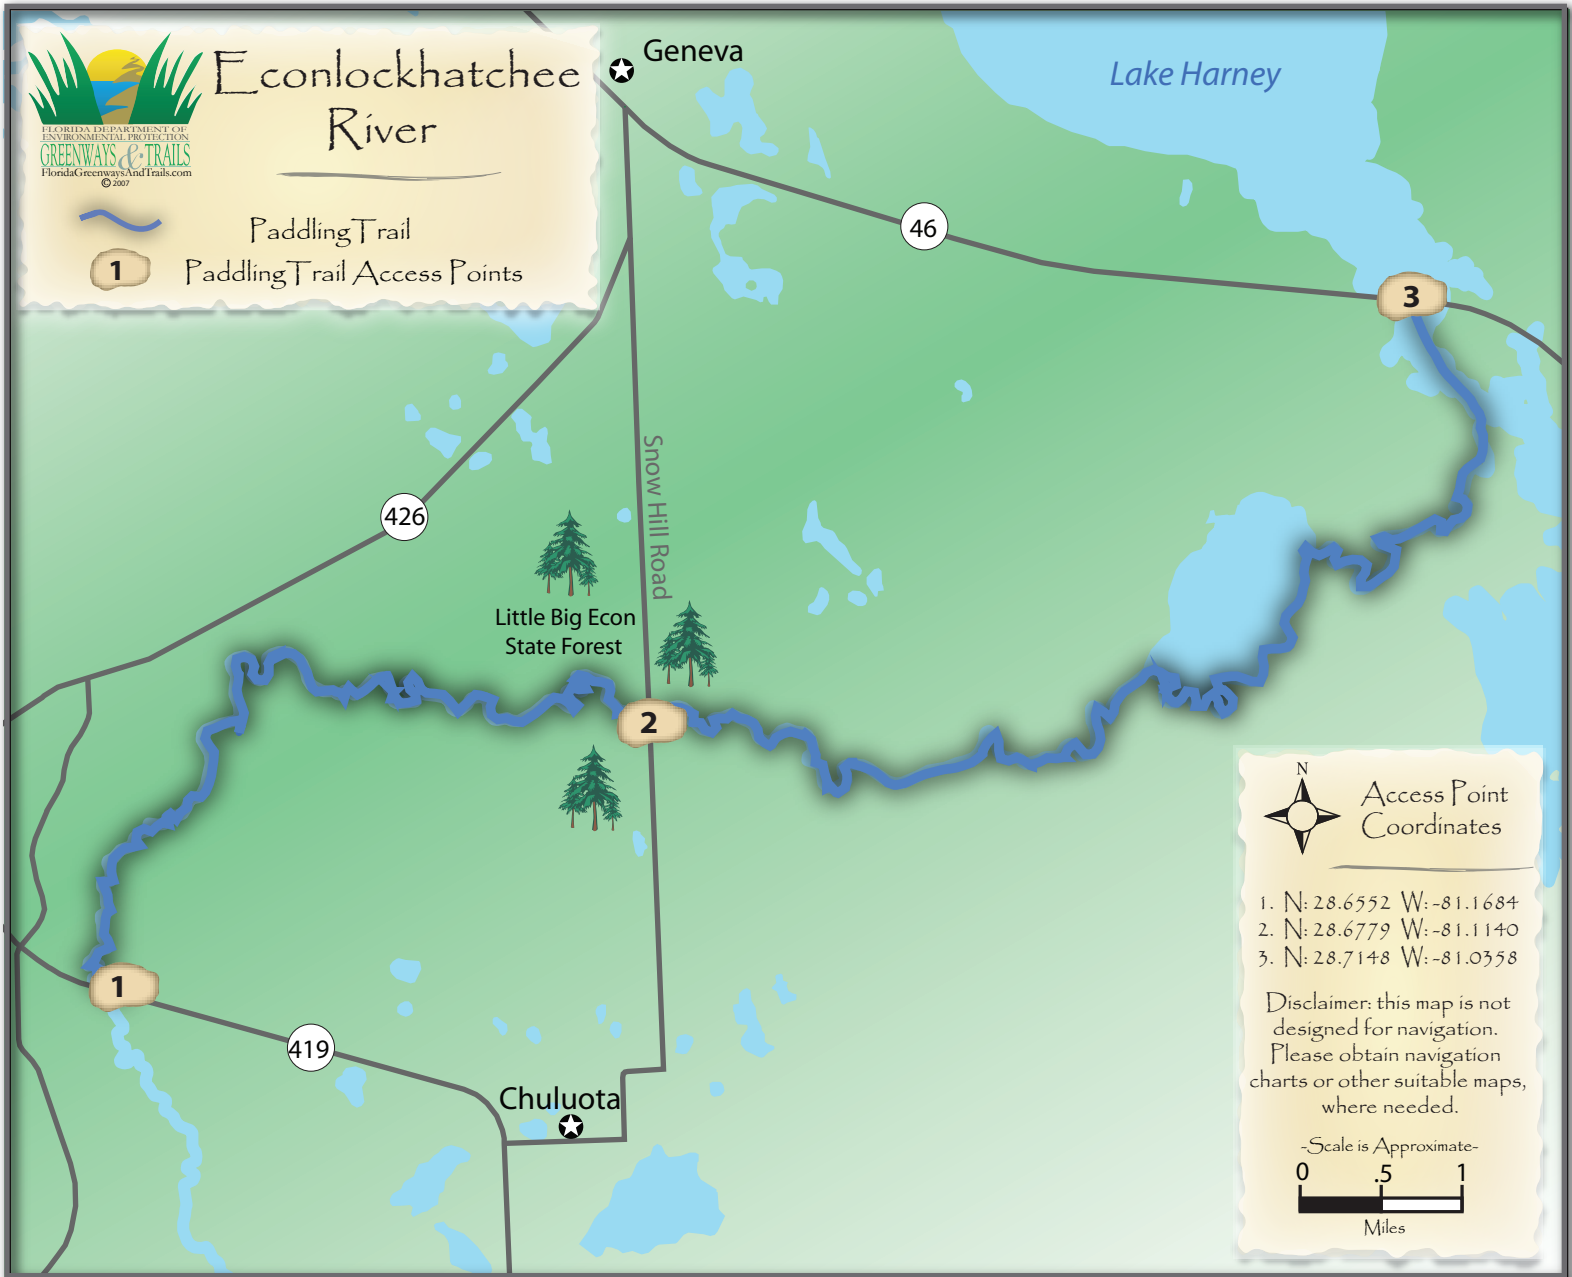 Econlockhatchee
River
FLORIDA DEPARTMENT OF
ENVIRONMENTAL PROTECTION
GREENWAYS & TRAILS
FloridaGreenwaysAndTrails.com
© 2007
Paddling Trail
1 Paddling Trail Access Points
Geneva
Lake Harney
46
3
426
Snow Hill Road
Little Big Econ
State Forest
2
1
419
Chuluota
N
Access Point
Coordinates
1. N: 28.6552 W: -81.1684
2. N: 28.6779 W: -81.1140
3. N: 28.7148 W: -81.0358
Disclaimer: this map is not
designed for navigation.
Please obtain navigation
charts or other suitable maps,
where needed.
-Scale is Approximate-
0 .5 1
Miles